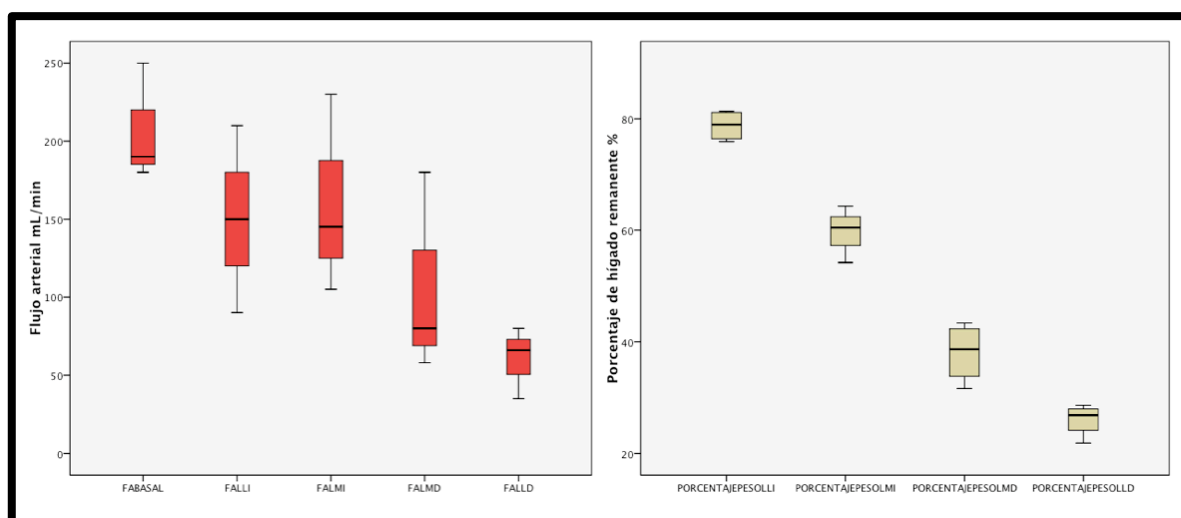 Flujo arterial mL/min
250
200
150
100
50
0
FABASAL
FALLI
FALMI
FALMD
FALLD
Porcentaje de hígado remanente %
80
60
40
20
PORCENTAJEPESOLLI
PORCENTAJEPESOLMI
PORCENTAJEPESOLMD
PORCENTAJEPESOLLD